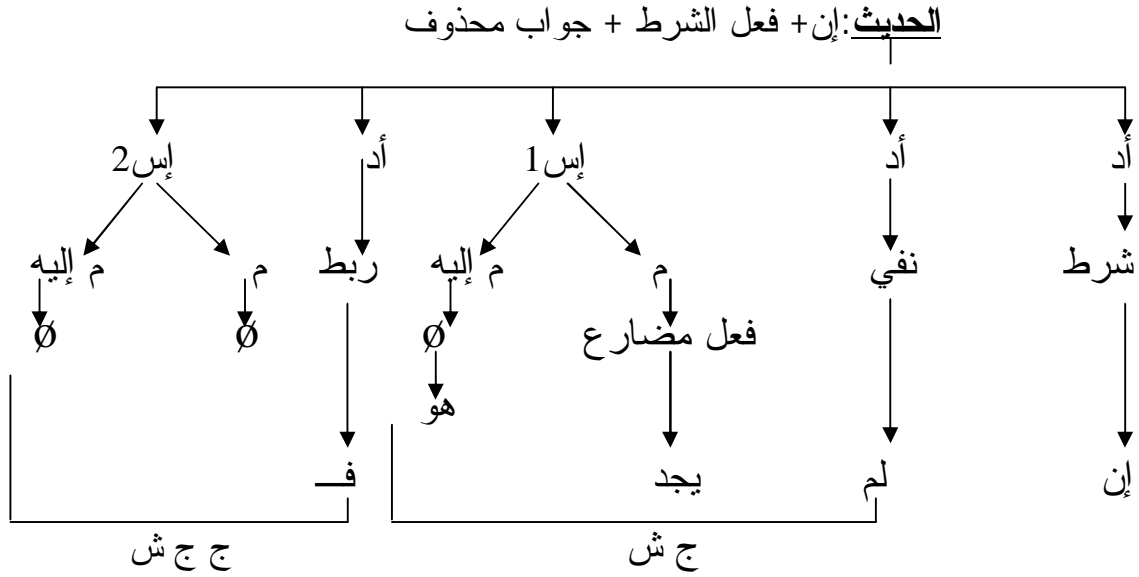 الحديث:إن+ فعل الشرط + جواب محذوف
أد أد إس1 أد إس2
شرط نفي م م إليه ربط م م إليه
فعل مضارع Ø Ø Ø
هو
إن لم يجد فــ
ج ش ج ج ش